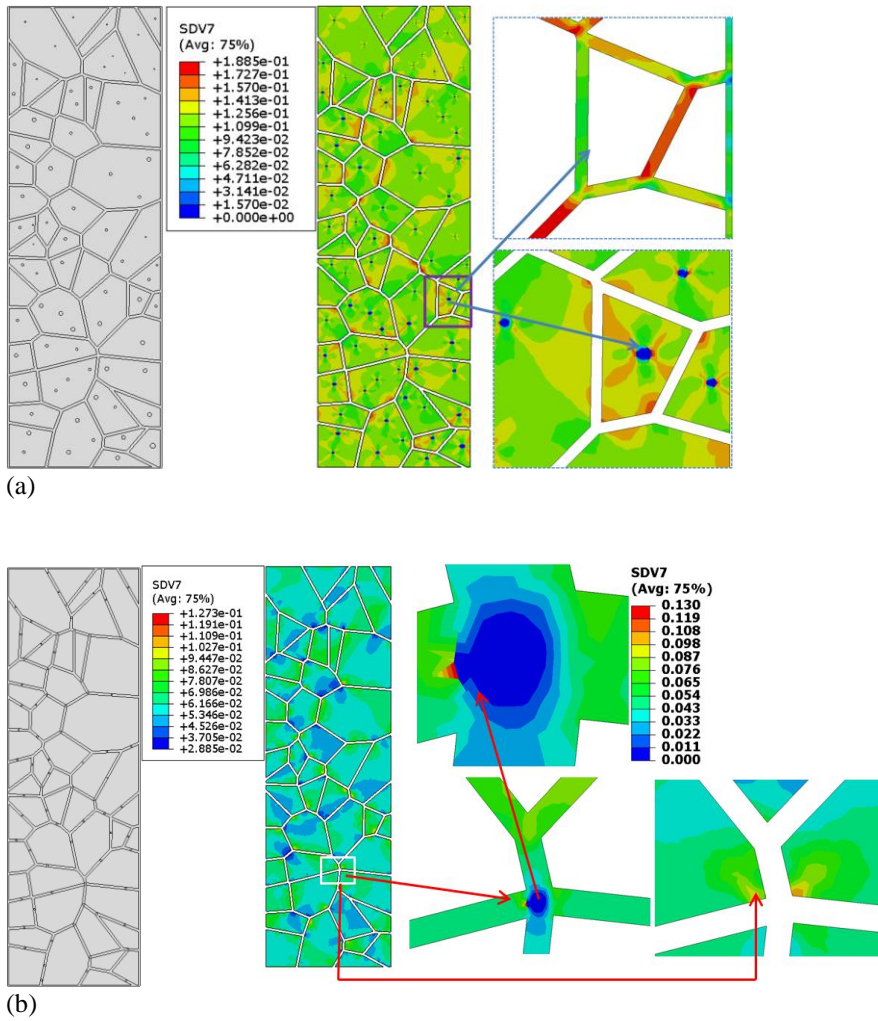 SDV7
(Avg: 75%)
+1.885e-01
+1.727e-01
+1.570e-01
+1.413e-01
+1.256e-01
+1.099e-01
+9.423e-02
+7.852e-02
+6.282e-02
+4.711e-02
+3.141e-02
+1.570e-02
+0.000e+00
(a)
SDV7
(Avg: 75%)
+1.273e-01
+1.191e-01
+1.109e-01
+1.027e-01
+9.447e-02
+8.627e-02
+7.807e-02
+6.986e-02
+6.166e-02
+5.346e-02
+4.526e-02
+3.705e-02
+2.885e-02
SDV7
(Avg: 75%)
0.130
0.119
0.108
0.098
0.087
0.076
0.065
0.054
0.043
0.033
0.022
0.011
0.000
(b)